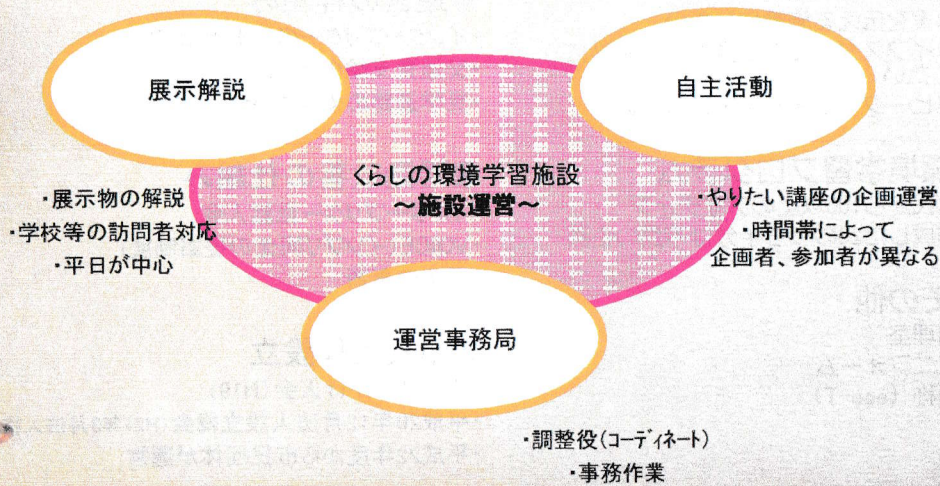 展示解説
自主活動
くらしの環境学習施設
～施設運営～
・展示物の解説
・学校等の訪問者対応
・平日が中心
・やりたい講座の企画運営
・時間帯によって
企画者、参加者が異なる
運営事務局
・調整役(コーディネート)
・事務作業